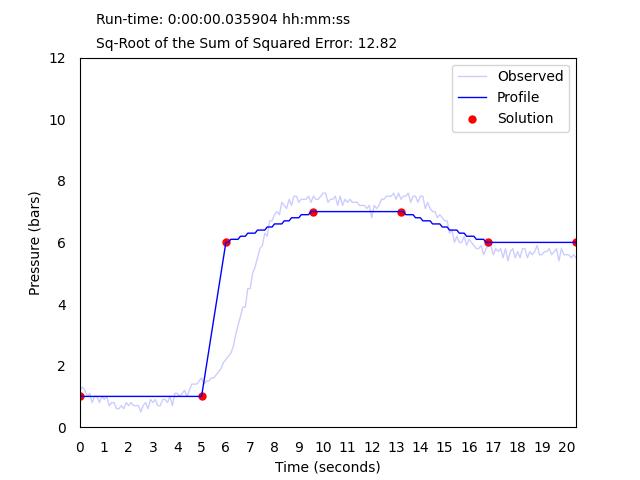 Run-time: 0:00:00.035904 hh:mm:ss
Sq-Root of the Sum of Squared Error: 12.82
Observed
Profile
Solution
12
10
8
6
4
2
0
Pressure (bars)
0 1 2 3 4 5 6 7 8 9 10 11 12 13 14 15 16 17 18 19 20
Time (seconds)